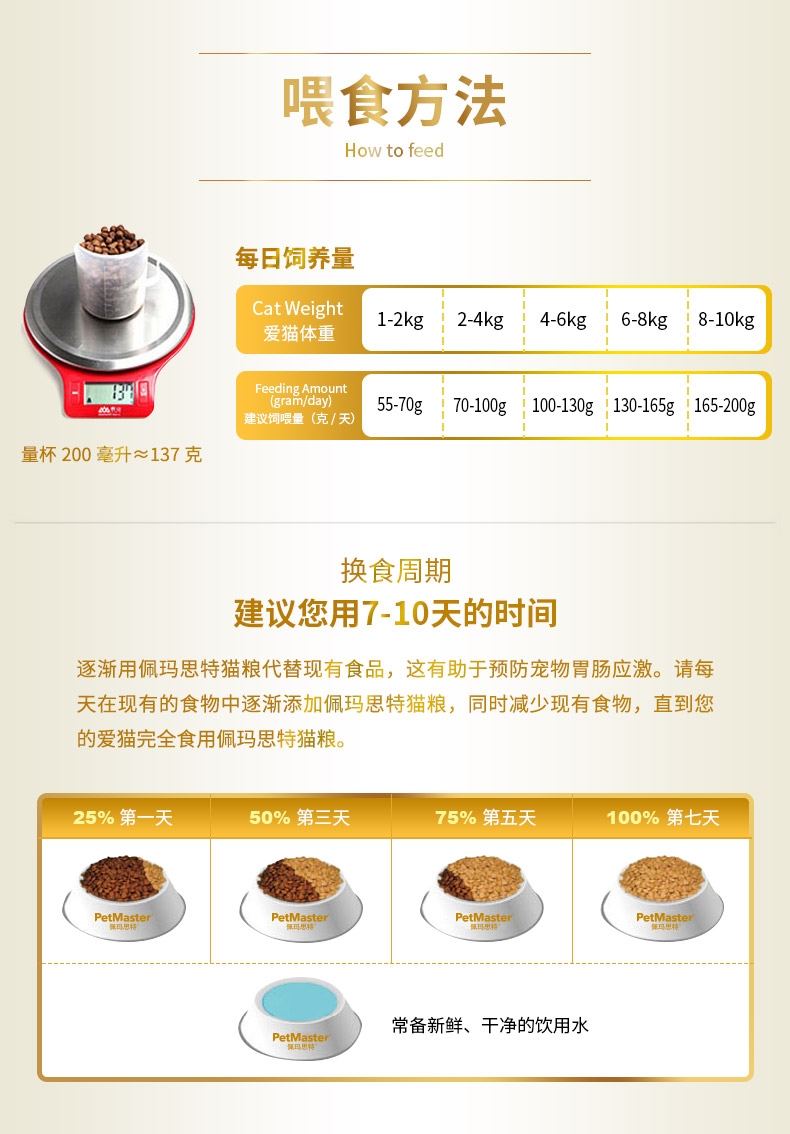 喂食方法
How to feed
每日饲养量
Cat Weight
爱猫体重
1-2kg 2-4kg 4-6kg 6-8kg 8-10kg
Feeding Amount
(gram/day)
建议饲喂量（克/天）
55-70g 70-100g 100-130g 130-165g 165-200g
137
量杯 200 毫升≈137 克
换食周期
建议您用7-10天的时间
逐渐用佩玛思特猫粮代替现有食品，这有助于预防宠物胃肠应激。请每
天在现有的食物中逐渐添加佩玛思特猫粮，同时减少现有食物，直到您
的爱猫完全食用佩玛思特猫粮。
25% 第一天 50% 第三天 75% 第五天 100% 第七天
PetMaster PetMaster PetMaster PetMaster
佩玛思特 佩玛思特 佩玛思特 佩玛思特
常备新鲜、干净的饮用水
PetMaster
佩玛思特